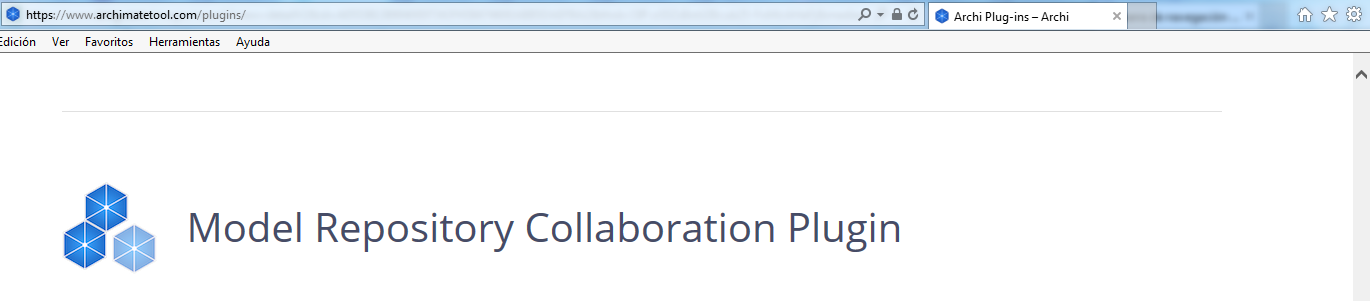 https://www.archimatetool.com/plugins/
Archi Plug-ins – Archi
Edición Ver Favoritos Herramientas Ayuda
Model Repository Collaboration Plugin